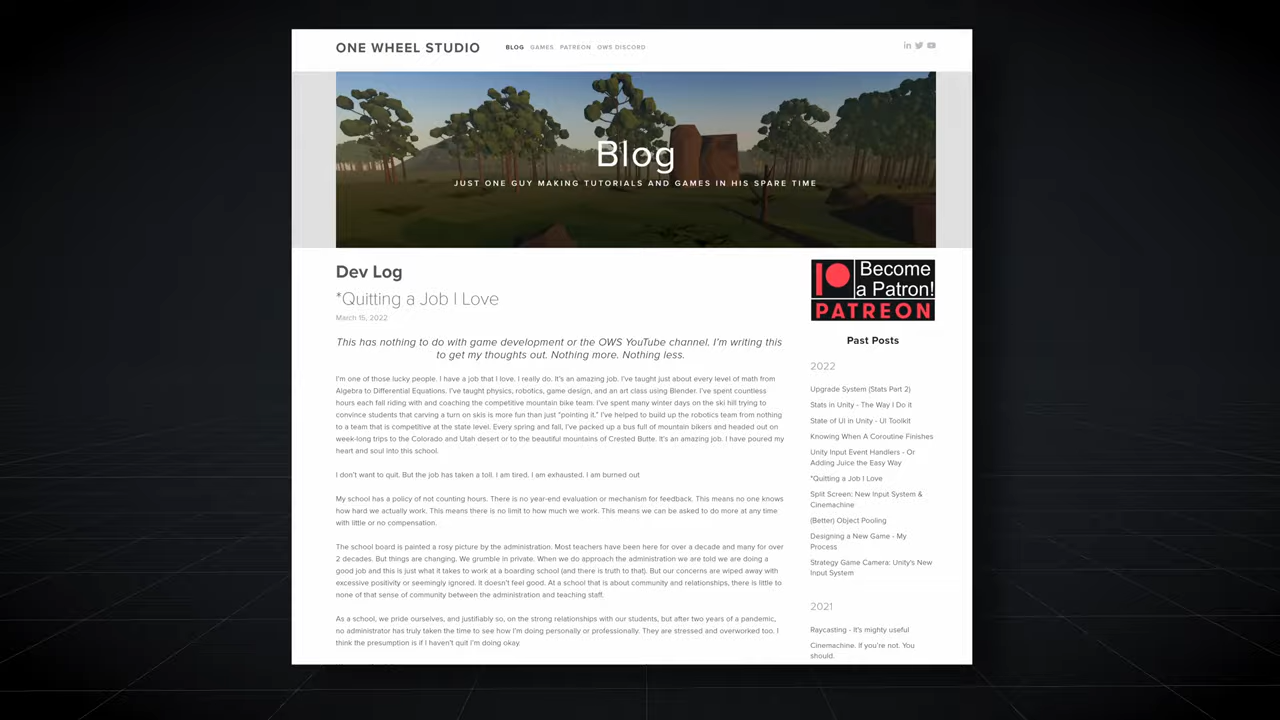 ONE WHEEL STUDIO
BLOG GAMES PATREON OWS DISCORD
Blog
JUST ONE GUY MAKING TUTORIALS AND GAMES IN HIS SPARE TIME
Dev Log
*Quitting a Job I Love
March 15, 2022
This has nothing to do with game development or the OWS YouTube channel. I'm writing this
to get my thoughts out. Nothing more. Nothing less.
I'm one of those lucky people. I have a job that I love. I really do. It's an amazing job. I've taught just about every level of math from
Algebra to Differential Equations. I've taught physics, robotics, game design, and an art class using Blender. I've spent countless
hours each fall riding with and coaching the competitive mountain bike team. I've spent many winter days on the ski hill trying to
convince students that carving a turn on skis is more fun than just "pointing it." I've helped to build up the robotics team from nothing
to a team that is competitive at the state level. Every spring and fall, I've packed up a bus full of mountain bikers and headed out on
week-long trips to the Colorado and Utah desert or to the beautiful mountains of Crested Butte. It's an amazing job. I have poured my
heart and soul into this school.
I don't want to quit. But the job has taken a toll. I am tired. I am exhausted. I am burned out
My school has a policy of not counting hours. There is no year-end evaluation or mechanism for feedback. This means no one knows
how hard we actually work. This means there is no limit to how much we work. This means we can be asked to do more at any time
with little or no compensation.
The school board is painted a rosy picture by the administration. Most teachers have been here for over a decade and many for over
2 decades. But things are changing. We grumble in private. When we do approach the administration we are told we are doing a
good job and this is just what it takes to work at a boarding school (and there is truth to that). But our concerns are wiped away with
excessive positivity or seemingly ignored. It doesn't feel good. At a school that is about community and relationships, there is little to
none of that sense of community between the administration and teaching staff.
As a school, we pride ourselves, and justifiably so, on the strong relationships with our students, but after two years of a pandemic,
no administrator has truly taken the time to see how I'm doing personally or professionally. They are stressed and overworked too. I
think the presumption is if I haven't quit I'm doing okay.
Become
a Patron!
PATREON
Past Posts
2022
Upgrade System (Stats Part 2)
Stats in Unity - The Way I Do it
State of UI in Unity - UI Toolkit
Knowing When A Coroutine Finishes
Unity Input Event Handlers - Or
Adding Juice the Easy Way
*Quitting a Job I Love
Split Screen: New Input System &
Cinemachine
(Better) Object Pooling
Designing a New Game - My
Process
Strategy Game Camera: Unity's New
Input System
2021
Raycasting - It's mighty useful
Cinemachine. If you're not. You
should.